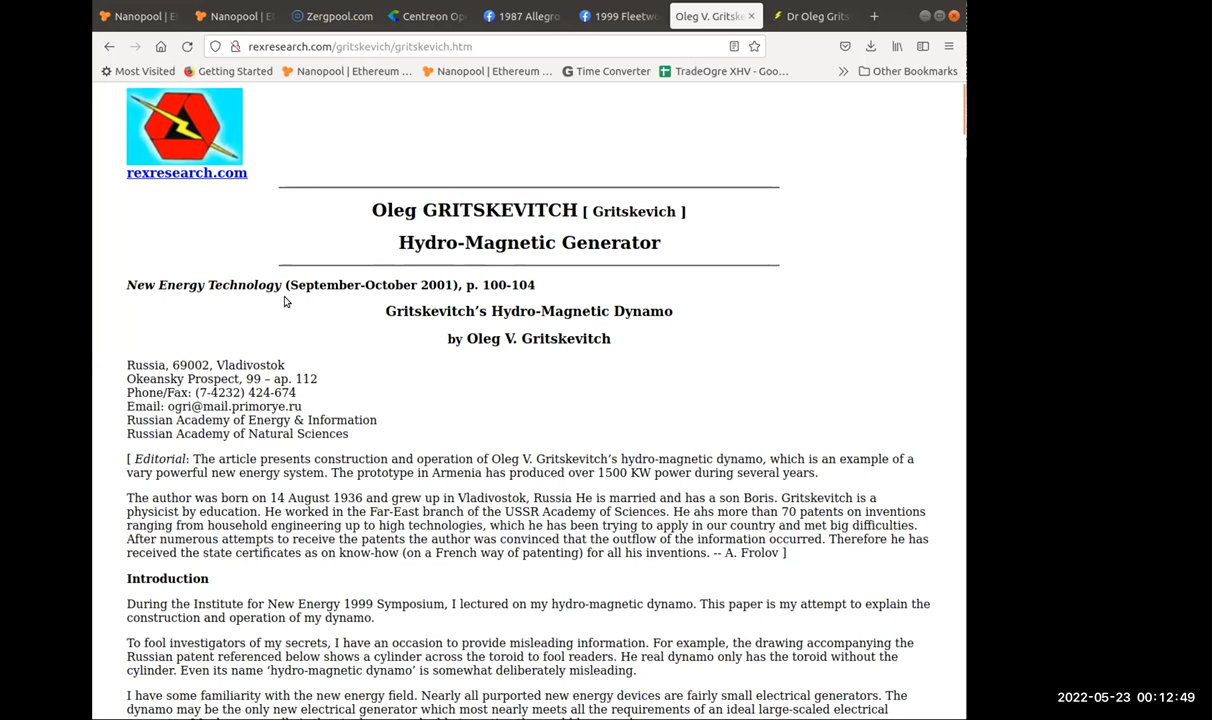 Nanopool | E
Nanopool | E
Zergpool.com
Centreon Op
1987 Allegro
1999 Fleetwo
Oleg V. Gritske
Dr Oleg Grits
rexresearch.com/gritskevich/gritskevich.htm
Most Visited
Getting Started
Nanopool | Ethereum ...
Nanopool | Ethereum ...
Time Converter
TradeOgre XHV - Goo...
Other Bookmarks
rexresearch.com
Oleg GRITSKEVITCH [ Gritskevich ]
Hydro-Magnetic Generator
New Energy Technology (September-October 2001), p. 100-104
Gritskevitch’s Hydro-Magnetic Dynamo
by Oleg V. Gritskevitch
Russia, 69002, Vladivostok
Okeansky Prospect, 99 – ap. 112
Phone/Fax: (7-4232) 424-674
Email: ogri@mail.primorye.ru
Russian Academy of Energy & Information
Russian Academy of Natural Sciences
[ Editorial: The article presents construction and operation of Oleg V. Gritskevitch’s hydro-magnetic dynamo, which is an example of a
vary powerful new energy system. The prototype in Armenia has produced over 1500 KW power during several years.
The author was born on 14 August 1936 and grew up in Vladivostok, Russia He is married and has a son Boris. Gritskevitch is a
physicist by education. He worked in the Far-East branch of the USSR Academy of Sciences. He ahs more than 70 patents on inventions
ranging from household engineering up to high technologies, which he has been trying to apply in our country and met big difficulties.
After numerous attempts to receive the patents the author was convinced that the outflow of the information occurred. Therefore he has
received the state certificates as on know-how (on a French way of patenting) for all his inventions. -- A. Frolov ]
Introduction
During the Institute for New Energy 1999 Symposium, I lectured on my hydro-magnetic dynamo. This paper is my attempt to explain the
construction and operation of my dynamo.
To fool investigators of my secrets, I have an occasion to provide misleading information. For example, the drawing accompanying the
Russian patent referenced below shows a cylinder across the toroid to fool readers. He real dynamo only has the toroid without the
cylinder. Even its name ‘hydro-magnetic dynamo’ is somewhat deliberately misleading.
I have some familiarity with the new energy field. Nearly all purported new energy devices are fairly small electrical generators. The
dynamo may be the only new electrical generator which most nearly meets all the requirements of an ideal large-scaled electrical
2022-05-23 00:12:49